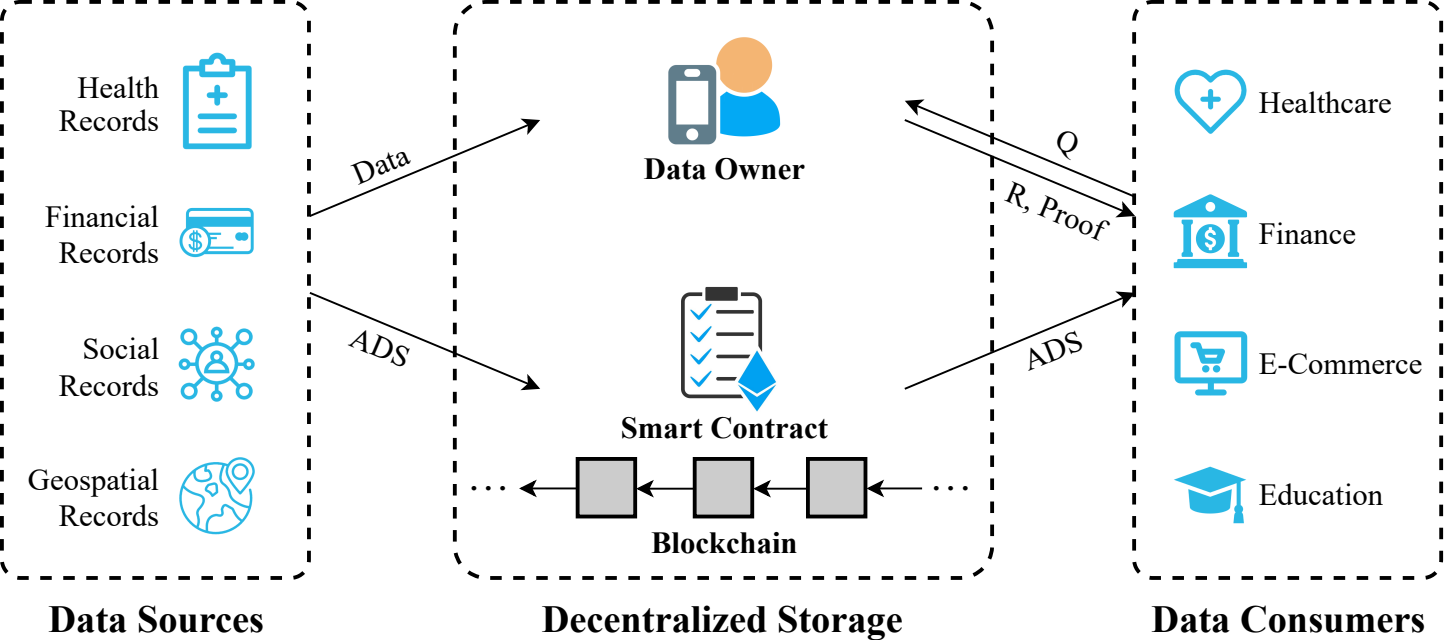 Health
Records
Financial
Records
Social
Records
Geospatial
Records
Data Sources
Data
ADS
Data Owner
Smart Contract
...
...
Blockchain
Decentralized Storage
Q
R, Proof
ADS
Healthcare
$
Finance
$
E-Commerce
Education
Data Consumers